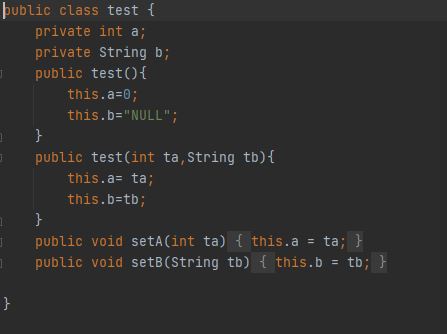 public class test {
    private int a;
    private String b;
    public test(){
        this.a=0;
        this.b="NULL";
    }
    public test(int ta,String tb){
        this.a= ta;
        this.b=tb;
    }
    public void setA(int ta) { this.a = ta; }
    public void setB(String tb) { this.b = tb; }
}